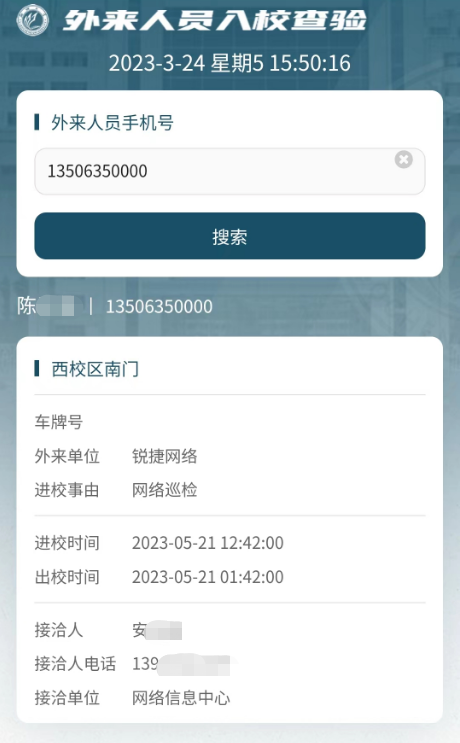 外来人员入校查验
2023-3-24 星期5 15:50:16
外来人员手机号
13506350000
搜索
陈 | 13506350000
西校区南门
车牌号
外来单位 锐捷网络
进校事由 网络巡检
进校时间 2023-05-21 12:42:00
出校时间 2023-05-21 01:42:00
接洽人 安
接洽人电话 139
接洽单位 网络信息中心